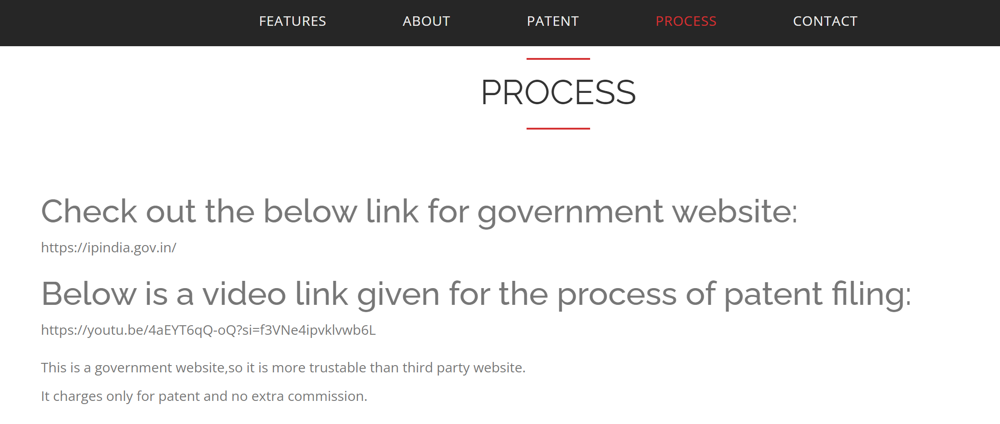 FEATURES ABOUT PATENT PROCESS CONTACT
PROCESS
Check out the below link for government website:
https://ipindia.gov.in/
Below is a video link given for the process of patent filing:
https://youtu.be/4aEYT6qQ-oQ?si=f3VNe4ipvklvwb6L
This is a government website,so it is more trustable than third party website.
It charges only for patent and no extra commission.